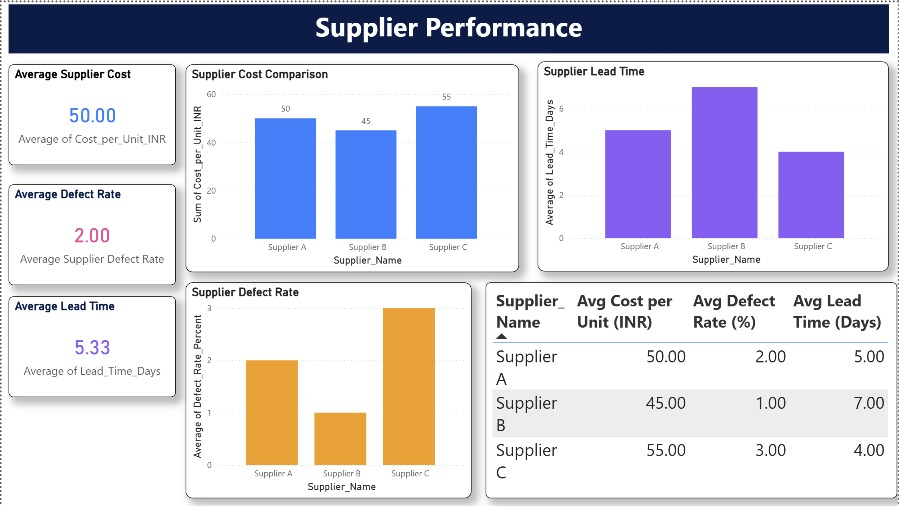 Supplier Performance
Average Supplier Cost
50.00
Average of Cost_per_Unit_INR
Average Defect Rate
2.00
Average Supplier Defect Rate
Average Lead Time
5.33
Average of Lead_Time_Days
Supplier Cost Comparison
Sum of Cost_per_Unit_INR
60
40
20
0
50
45
55
Supplier A
Supplier B
Supplier C
Supplier_Name
Supplier Lead Time
Average of Lead_Time_Days
6
4
2
0
Supplier A
Supplier B
Supplier C
Supplier_Name
Supplier Defect Rate
Average of Defect_Rate_Percent
3
2
1
0
Supplier A
Supplier B
Supplier C
Supplier_Name
Supplier_ Avg Cost per Avg Defect Avg Lead
Name Unit (INR) Rate (%) Time (Days)
Supplier 50.00 2.00 5.00
A
Supplier 45.00 1.00 7.00
B
Supplier 55.00 3.00 4.00
C